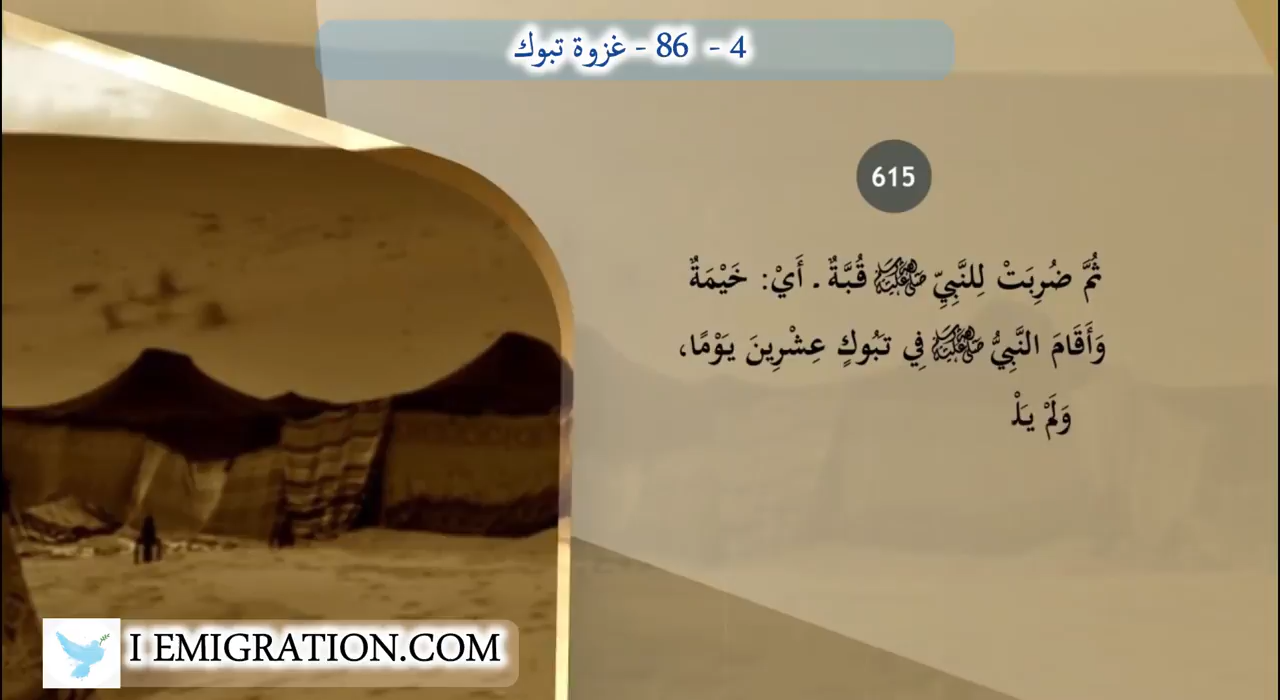 4 - 86 - غزوة تبوك
615
ثُمَّ ضُرِبَتْ لِلنَّبِيِّ ﷺ قُبَّةٌ . أَيْ: خَيْمَةٌ
وَأَقَامَ النَّبِيُّ ﷺ فِي تَبُوكٍ عِشْرِينَ يَوْمًا،
وَلَمْ يَلْ
I EMIGRATION.COM